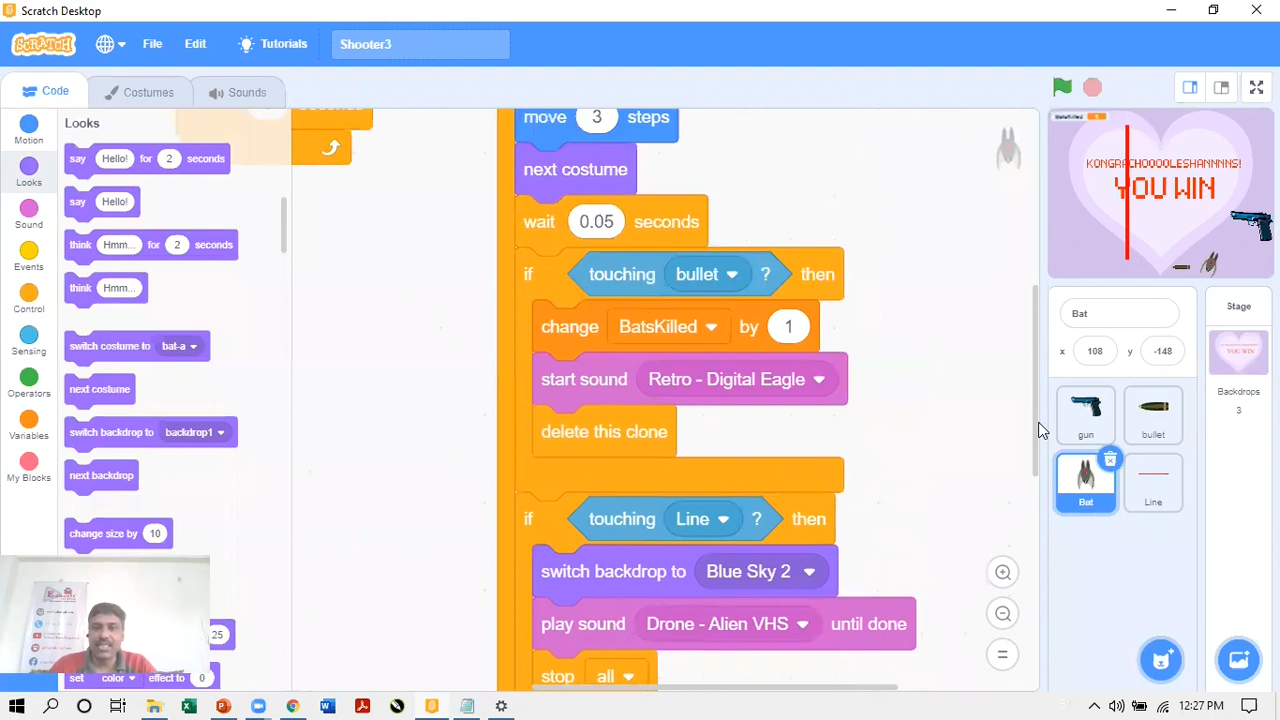 Scratch Desktop
SCRATCH
File
Edit
Tutorials
Shooter3
Code
Costumes
Sounds
Motion
Looks
Sound
Events
Control
Sensing
Operators
Variables
My Blocks
Looks
say Hello! for 2 seconds
say Hello!
think Hmm... for 2 seconds
think Hmm...
switch costume to bat-a
next costume
switch backdrop to backdrop1
next backdrop
change size by 10
25
set color effect to 0
move 3 steps
next costume
wait 0.05 seconds
if touching bullet ? then
change BatsKilled by 1
start sound Retro - Digital Eagle
delete this clone
if touching Line ? then
switch backdrop to Blue Sky 2
play sound Drone - Alien VHS until done
stop all
BatsKilled
KONGRACHOOOOLESHANNNNS!
YOU WIN
Bat
x 108 y -148
gun
bullet
Bat
Line
Stage
YOU WIN
Backdrops
3
12:27 PM